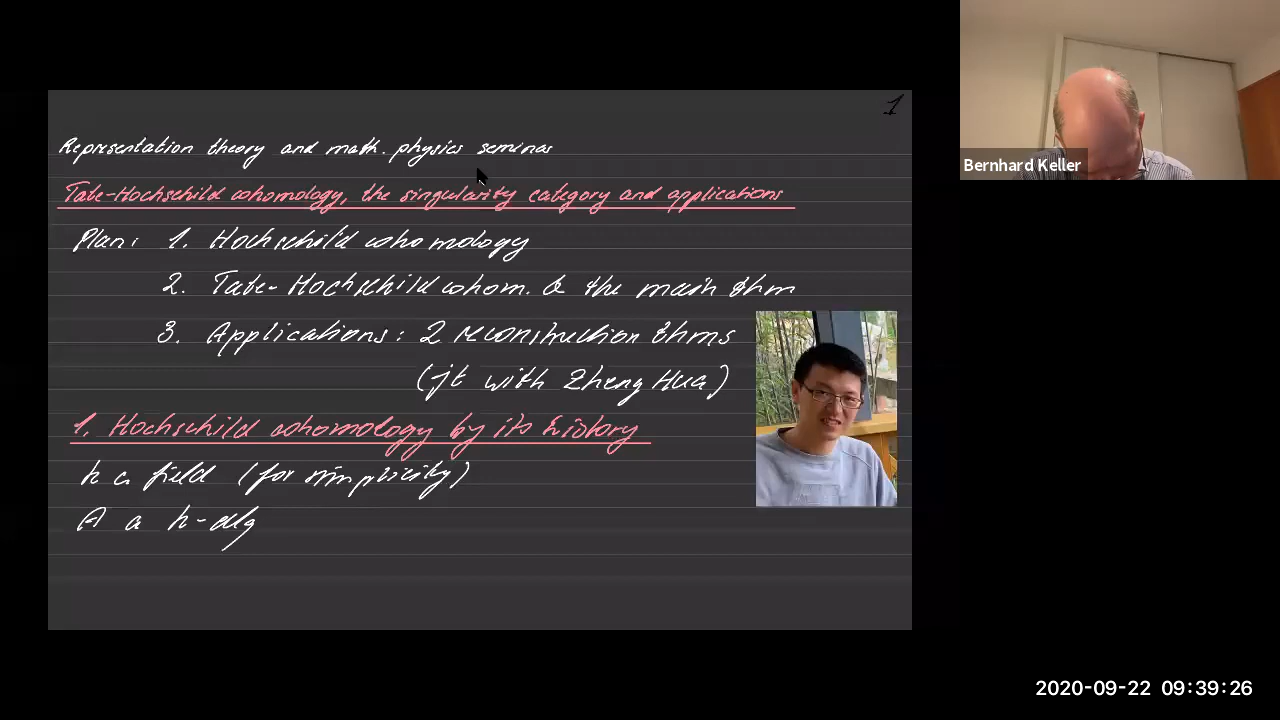 1
Representation theory and math. physics seminar
Tate-Hochschild cohomology, the singularity category and applications
Plan: 1. Hochschild cohomology
2. Tate-Hochschild cohom. & the main thm
3. Applications: 2 reconstruction thms
(jt with Zheng Hua)
1. Hochschild cohomology by its history
k a field (for simplicity)
A a k-alg
Bernhard Keller
2020-09-22 09:39:26